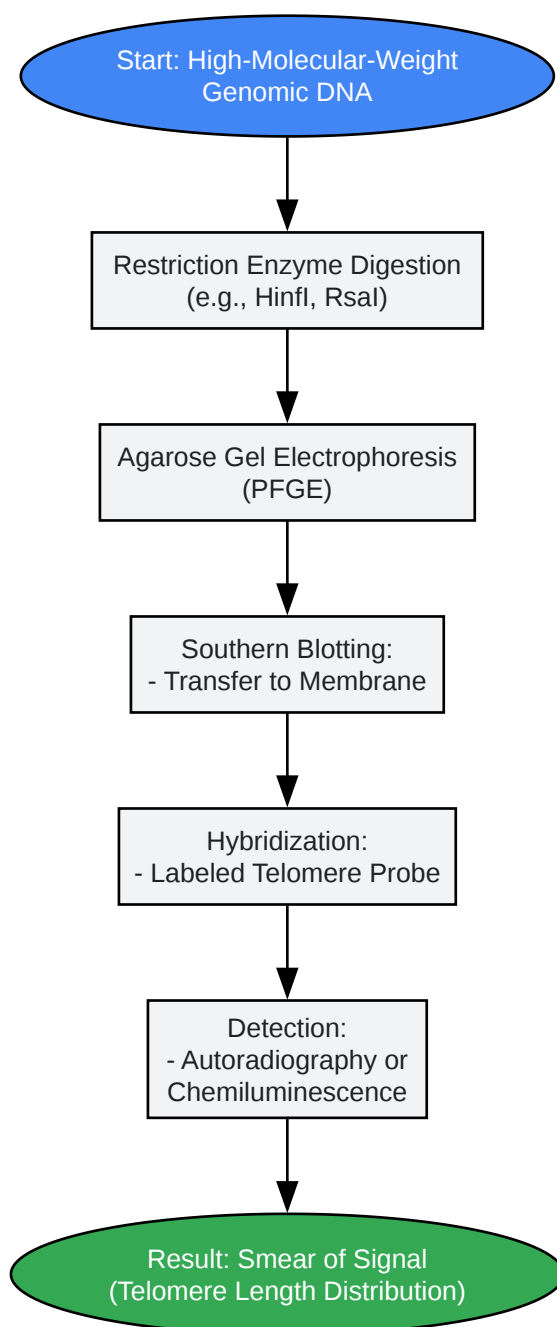 Start: High-Molecular-Weight
Genomic DNA
Restriction Enzyme Digestion
(e.g., HinfI, RsaI)
Agarose Gel Electrophoresis
(PFGE)
Southern Blotting:
- Transfer to Membrane
Hybridization:
- Labeled Telomere Probe
Detection:
- Autoradiography or
Chemiluminescence
Result: Smear of Signal
(Telomere Length Distribution)